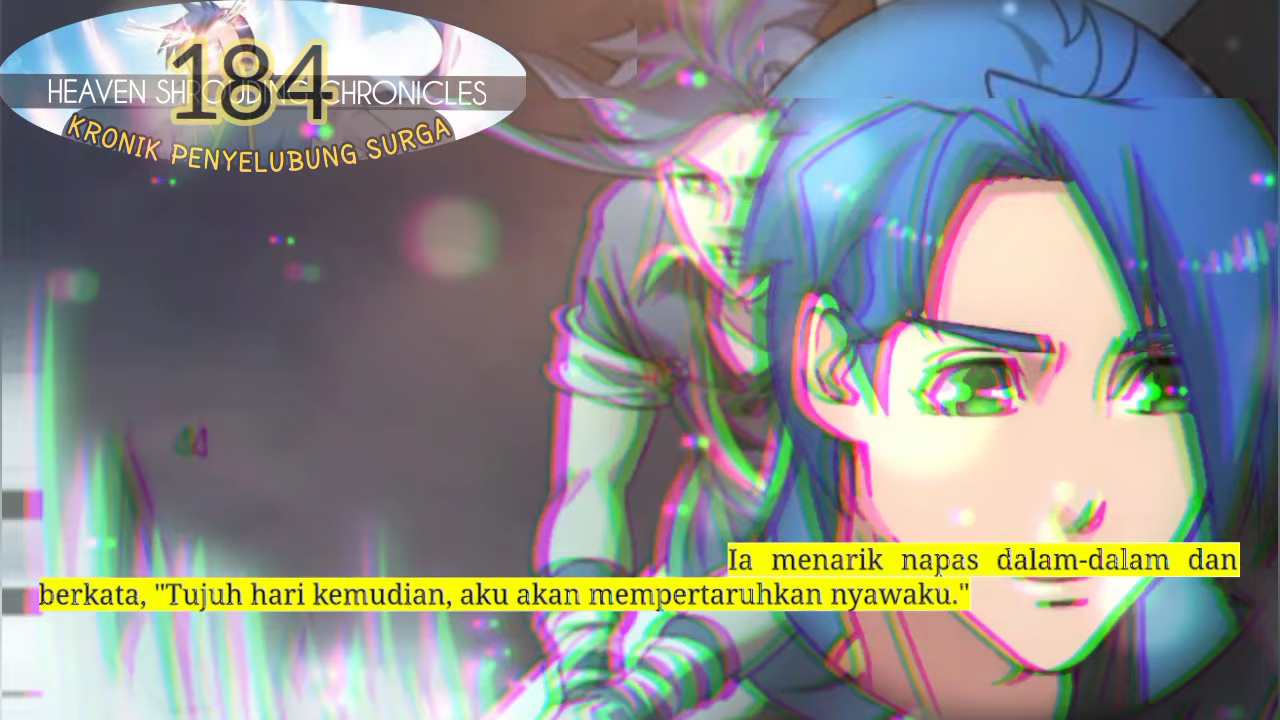 184
HEAVEN SHROUDING CHRONICLES
KRONIK PENYELUBUNG SURGA
Ia menarik napas dalam-dalam dan
berkata, "Tujuh hari kemudian, aku akan mempertaruhkan nyawaku."